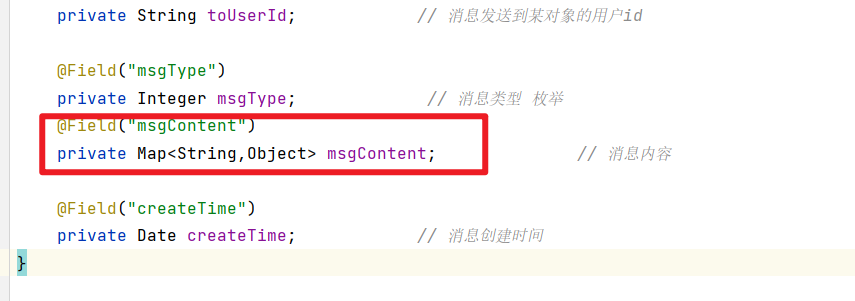 private String toUserId; // 消息发送到某对象的用户id
@Field("msgType")
private Integer msgType; // 消息类型 枚举
@Field("msgContent")
private Map<String,Object> msgContent; // 消息内容
@Field("createTime")
private Date createTime; // 消息创建时间
}